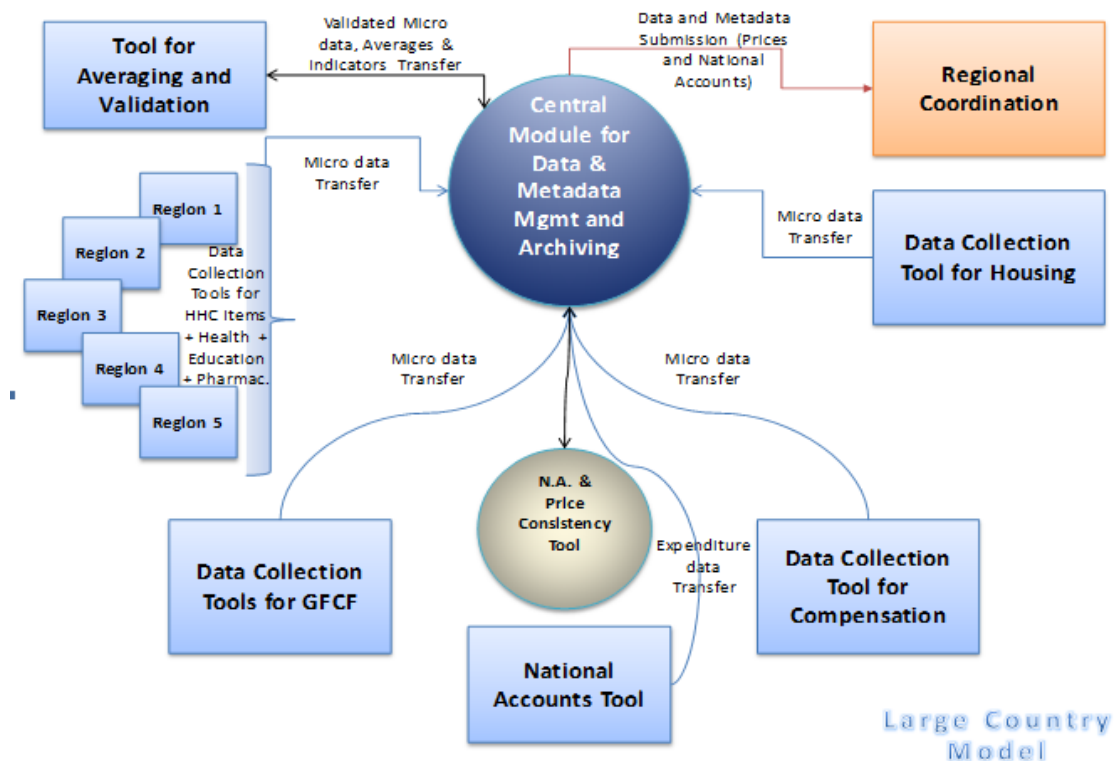 Tool for
Averaging and
Validation
Validated Micro
data, Averages &
Indicators Transfer
Data and Metadata
Submission (Prices
and National
Accounts)
Regional
Coordination
Central
Module for
Data &
Metadata
Mgmt and
Archiving
Micro data
Transfer
Region 1
Region 2
Region 3
Region 4
Region 5
Data
Collection
Tools for
HHC Items
+ Health +
Education
+ Pharmac.
Micro data
Transfer
Data Collection
Tool for Housing
Micro data
Transfer
Micro data
Transfer
N.A. &
Price
Consistency
Tool
Data Collection
Tools for GFCF
Expenditure
data
Transfer
Data Collection
Tool for
Compensation
National
Accounts Tool
Large Country
Model